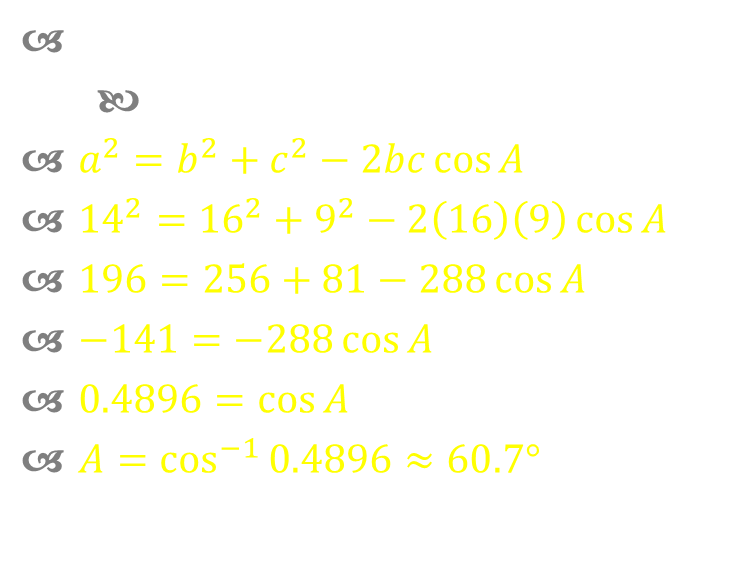 a² = b² + c² − 2bc cos A
14² = 16² + 9² − 2(16)(9) cos A
196 = 256 + 81 − 288 cos A
−141 = −288 cos A
0.4896 = cos A
A = cos⁻¹ 0.4896 ≈ 60.7°